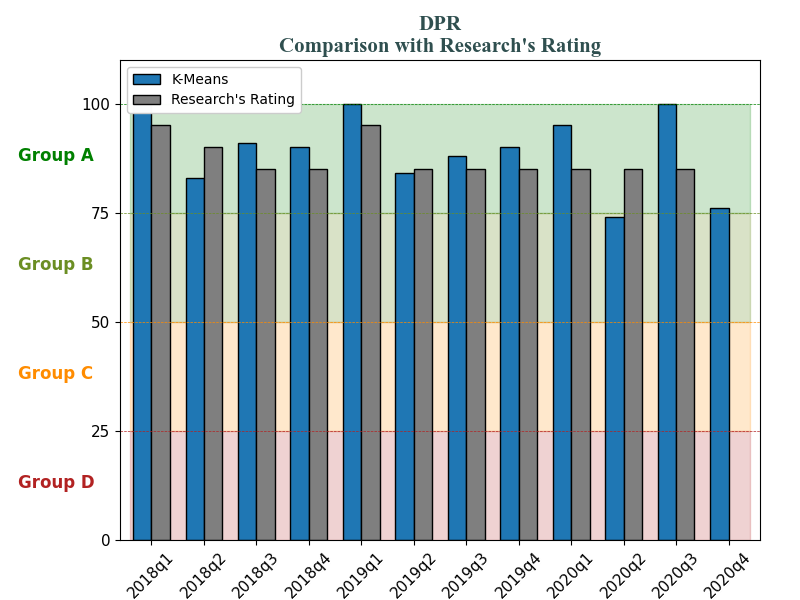 DPR
Comparison with Research's Rating
K-Means
Research's Rating
100
Group A
75
Group B
50
Group C
25
Group D
0
2018q1 2018q2 2018q3 2018q4 2019q1 2019q2 2019q3 2019q4 2020q1 2020q2 2020q3 2020q4